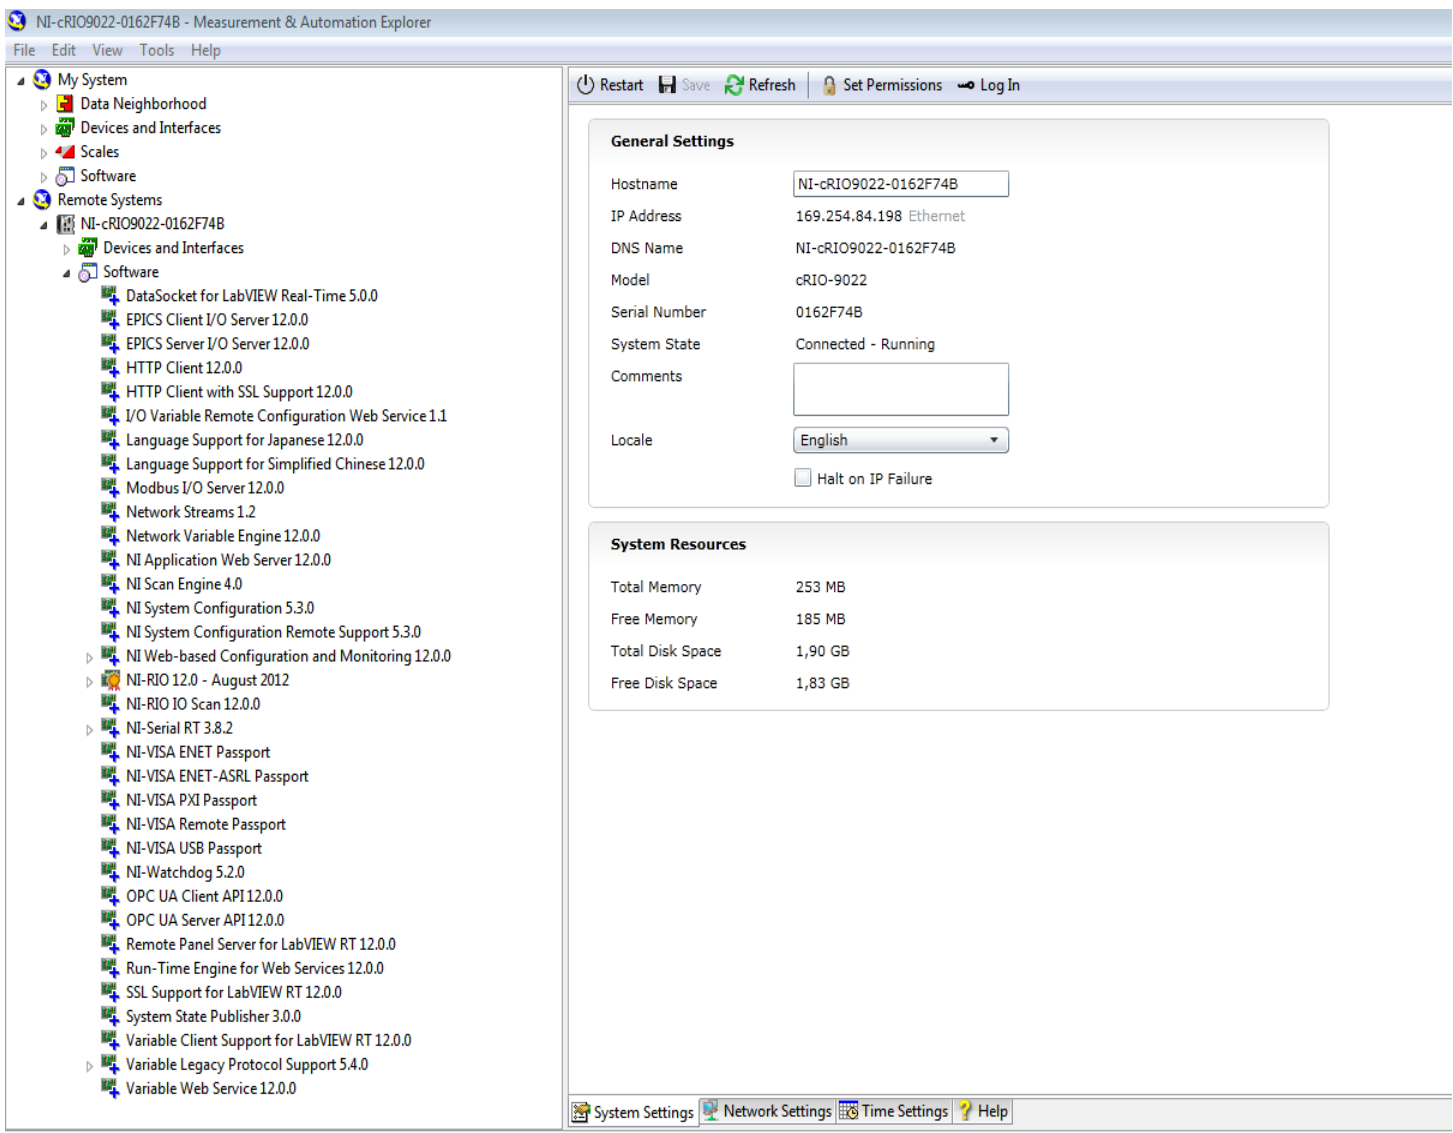 NI-cRIO9022-0162F74B - Measurement & Automation Explorer
File Edit View Tools Help
My System
Data Neighborhood
Devices and Interfaces
Scales
Software
Remote Systems
NI-cRIO9022-0162F74B
Devices and Interfaces
Software
DataSocket for LabVIEW Real-Time 5.0.0
EPICS Client I/O Server 12.0.0
EPICS Server I/O Server 12.0.0
HTTP Client 12.0.0
HTTP Client with SSL Support 12.0.0
I/O Variable Remote Configuration Web Service 1.1
Language Support for Japanese 12.0.0
Language Support for Simplified Chinese 12.0.0
Modbus I/O Server 12.0.0
Network Streams 1.2
Network Variable Engine 12.0.0
NI Application Web Server 12.0.0
NI Scan Engine 4.0
NI System Configuration 5.3.0
NI System Configuration Remote Support 5.3.0
NI Web-based Configuration and Monitoring 12.0.0
NI-RIO 12.0 - August 2012
NI-RIO IO Scan 12.0.0
NI-Serial RT 3.8.2
NI-VISA ENET Passport
NI-VISA ENET-ASRL Passport
NI-VISA PXI Passport
NI-VISA Remote Passport
NI-VISA USB Passport
NI-Watchdog 5.2.0
OPC UA Client API 12.0.0
OPC UA Server API 12.0.0
Remote Panel Server for LabVIEW RT 12.0.0
Run-Time Engine for Web Services 12.0.0
SSL Support for LabVIEW RT 12.0.0
System State Publisher 3.0.0
Variable Client Support for LabVIEW RT 12.0.0
Variable Legacy Protocol Support 5.4.0
Variable Web Service 12.0.0
Restart Save Refresh Set Permissions Log In
General Settings
Hostname NI-cRIO9022-0162F74B
IP Address 169.254.84.198 Ethernet
DNS Name NI-cRIO9022-0162F74B
Model cRIO-9022
Serial Number 0162F74B
System State Connected - Running
Comments
Locale English
Halt on IP Failure
System Resources
Total Memory 253 MB
Free Memory 185 MB
Total Disk Space 1,90 GB
Free Disk Space 1,83 GB
System Settings Network Settings Time Settings Help